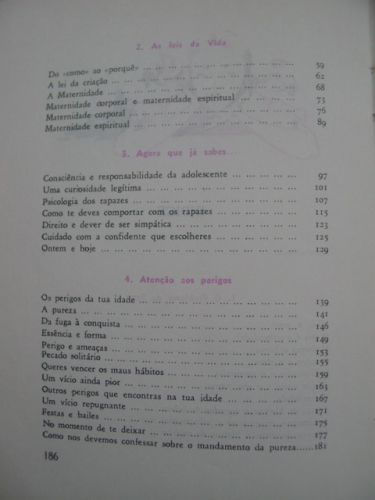 2. As leis da Vida
Do «como» ao «porquê» ... 59
A lei da criação ... 62
A Maternidade ... 68
Maternidade corporal e maternidade espiritual ... 73
Maternidade corporal ... 76
Maternidade espiritual ... 89
3. Agora que já sabes
Consciência e responsabilidade da adolescente ... 97
Uma curiosidade legítima ... 101
Psicologia dos rapazes ... 107
Como te deves comportar com os rapazes ... 115
Direito e dever de ser simpática ... 123
Cuidado com a confidente que escolheres ... 125
Ontem e hoje ... 129
4. Atenção aos perigos
Os perigos da tua idade ... 139
A pureza ... 141
Da fuga à conquista ... 146
Essência e forma ... 149
Perigo e ameaças ... 153
Pecado solitário ... 155
Queres vencer os maus hábitos ... 159
Um vício ainda pior ... 163
Outros perigos que encontras na tua idade ... 167
Um vício repugnante ... 171
Festas e bailes ... 175
No momento de te deixar ... 177
Como nos devemos confessar sobre o mandamento da pureza ... 181
186